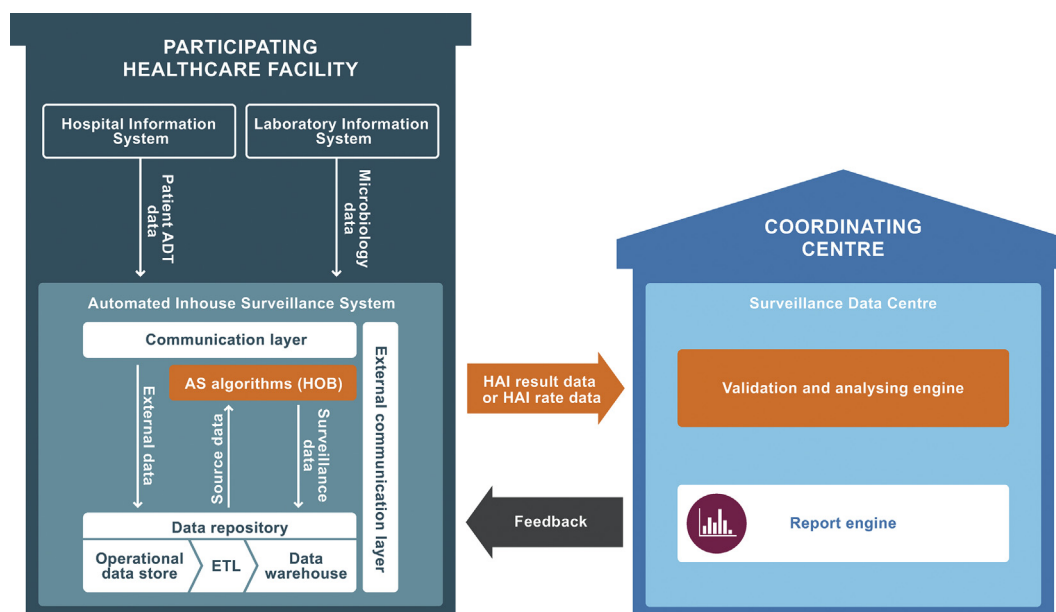 PARTICIPATING
HEALTHCARE FACILITY
Hospital Information
System
Laboratory Information
System
Patient ADT
data
Microbiology
data
Automated Inhouse Surveillance System
Communication layer
AS algorithms (HOB)
External data
Source data
Surveillance
data
External communication layer
Data repository
Operational
data store
ETL
Data
warehouse
HAI result data
or HAI rate data
Feedback
COORDINATING
CENTRE
Surveillance Data Centre
Validation and analysing engine
Report engine